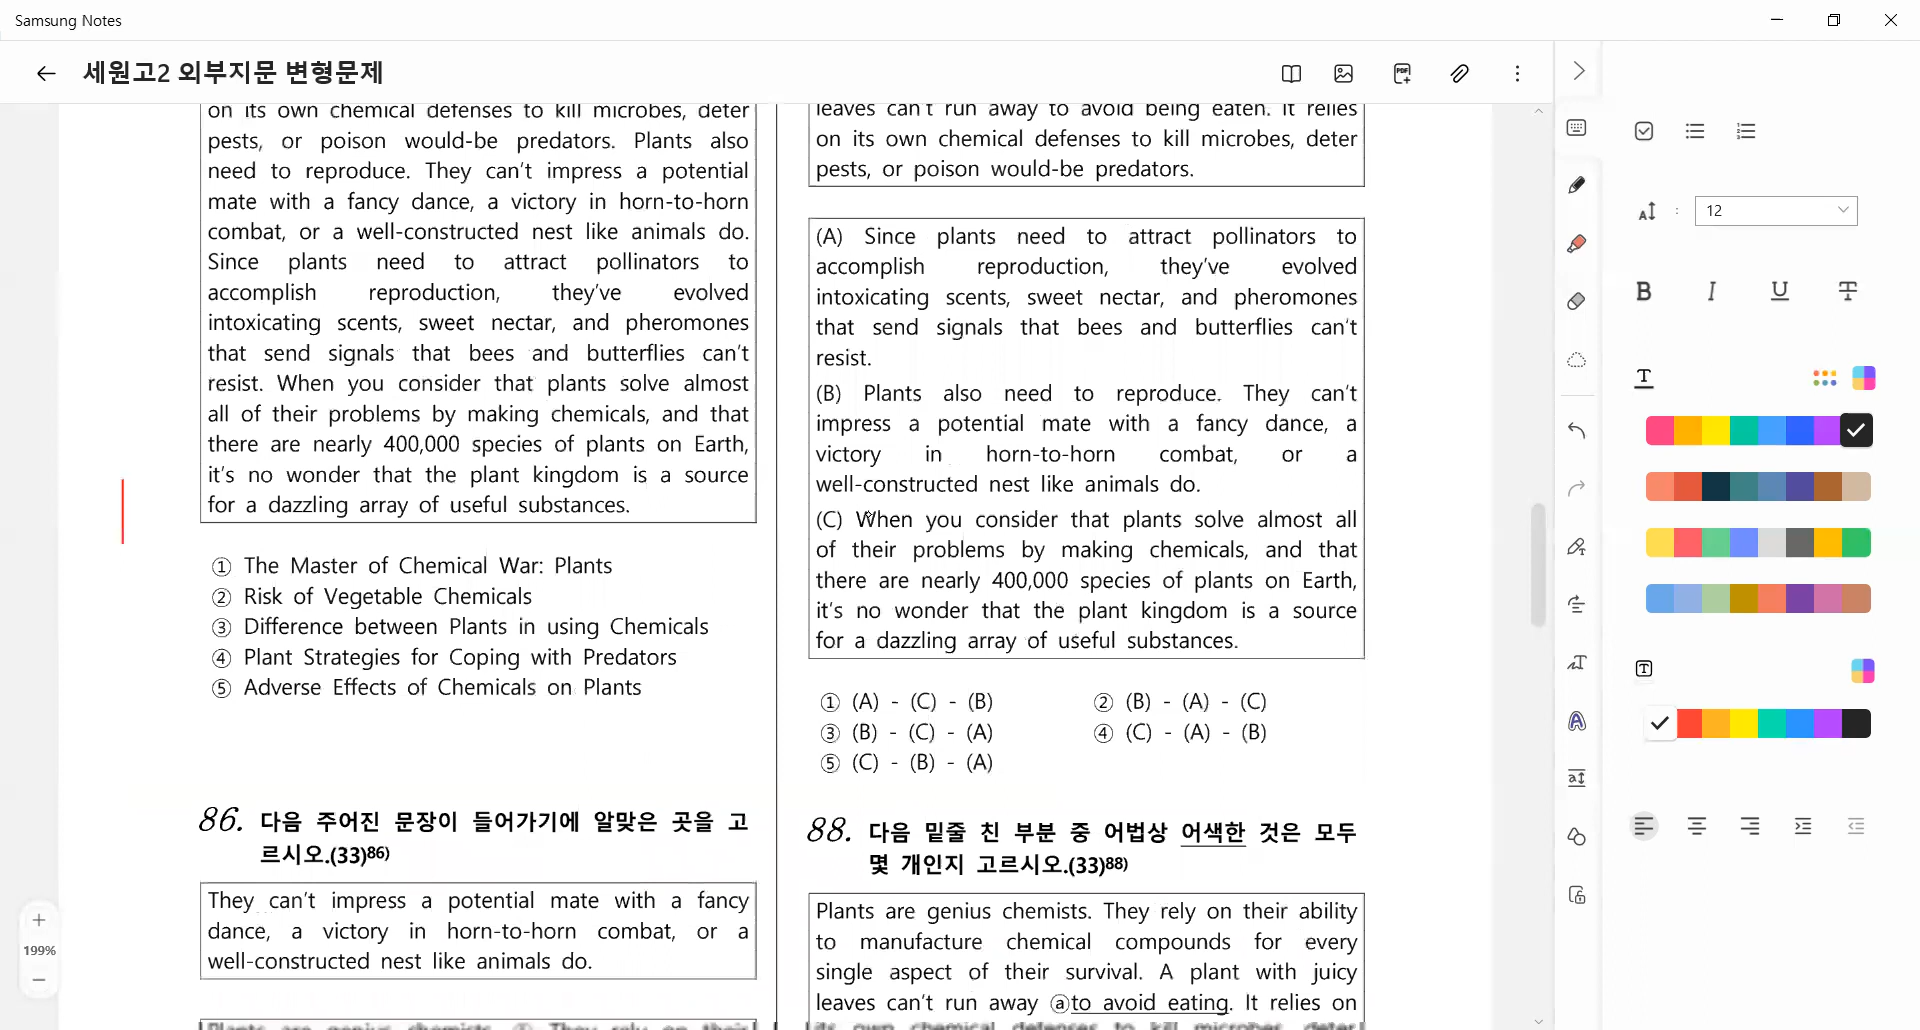 Samsung Notes
세원고2 외부지문 변형문제
on its own chemical defenses to kill microbes, deter
pests, or poison would-be predators. Plants also
need to reproduce. They can't impress a potential
mate with a fancy dance, a victory in horn-to-horn
combat, or a well-constructed nest like animals do.
Since plants need to attract pollinators to
accomplish reproduction, they've evolved
intoxicating scents, sweet nectar, and pheromones
that send signals that bees and butterflies can't
resist. When you consider that plants solve almost
all of their problems by making chemicals, and that
there are nearly 400,000 species of plants on Earth,
it's no wonder that the plant kingdom is a source
for a dazzling array of useful substances.
① The Master of Chemical War: Plants
② Risk of Vegetable Chemicals
③ Difference between Plants in using Chemicals
④ Plant Strategies for Coping with Predators
⑤ Adverse Effects of Chemicals on Plants
86. 다음 주어진 문장이 들어가기에 알맞은 곳을 고
르시오.(33)86)
They can't impress a potential mate with a fancy
dance, a victory in horn-to-horn combat, or a
well-constructed nest like animals do.
Plants are genius chemists. ① They rely on their
leaves can't run away to avoid being eaten. It relies
on its own chemical defenses to kill microbes, deter
pests, or poison would-be predators.
(A) Since plants need to attract pollinators to
accomplish reproduction, they've evolved
intoxicating scents, sweet nectar, and pheromones
that send signals that bees and butterflies can't
resist.
(B) Plants also need to reproduce. They can't
impress a potential mate with a fancy dance, a
victory in horn-to-horn combat, or a
well-constructed nest like animals do.
(C) When you consider that plants solve almost all
of their problems by making chemicals, and that
there are nearly 400,000 species of plants on Earth,
it's no wonder that the plant kingdom is a source
for a dazzling array of useful substances.
① (A) - (C) - (B) ② (B) - (A) - (C)
③ (B) - (C) - (A) ④ (C) - (A) - (B)
⑤ (C) - (B) - (A)
88. 다음 밑줄 친 부분 중 어법상 어색한 것은 모두
몇 개인지 고르시오.(33)88)
Plants are genius chemists. They rely on their ability
to manufacture chemical compounds for every
single aspect of their survival. A plant with juicy
leaves can't run away ⓐto avoid eating. It relies on
its own chemical defenses to kill microbes, deter
12
B I U T
T
T
199%